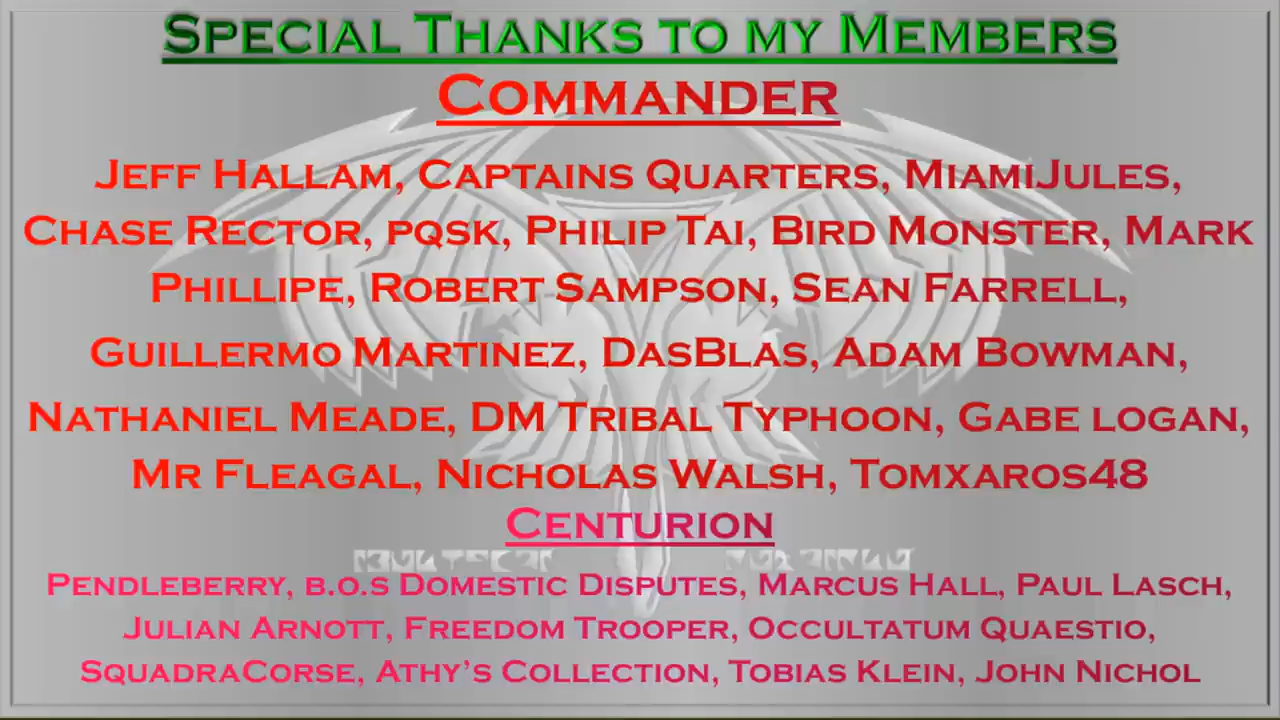 Special Thanks to my Members
Commander
Jeff Hallam, Captains Quarters, MiamiJules,
Chase Rector, pqsk, Philip Tai, Bird Monster, Mark
Phillipe, Robert Sampson, Sean Farrell,
Guillermo Martinez, DasBlas, Adam Bowman,
Nathaniel Meade, DM Tribal Typhoon, Gabe logan,
Mr Fleagal, Nicholas Walsh, Tomxaros48
Centurion
Pendleberry, b.o.s Domestic Disputes, Marcus Hall, Paul Lasch,
Julian Arnott, Freedom Trooper, Occultatum Quaestio,
SquadraCorse, Athy's Collection, Tobias Klein, John Nichol